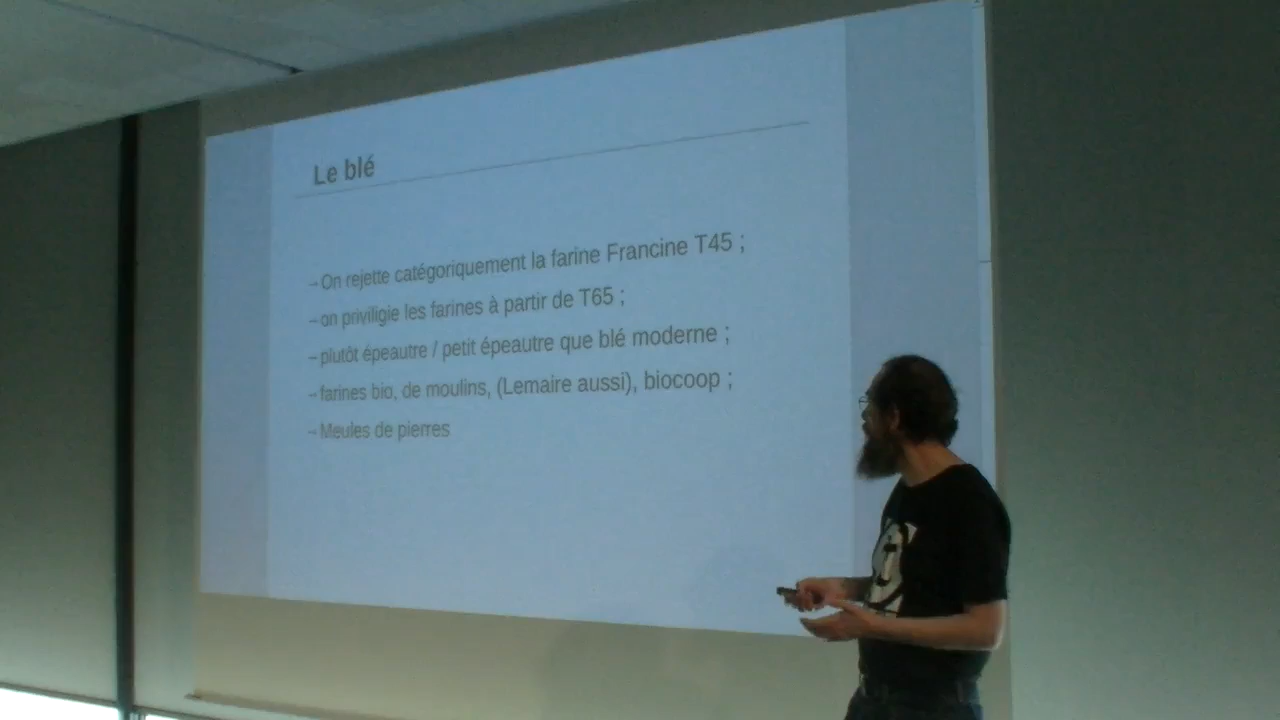 Le blé
→On rejette catégoriquement la farine Francine T45 ;
→on priviligie les farines à partir de T65 ;
→plutôt épeautre / petit épeautre que blé moderne ;
→farines bio, de moulins, (Lemaire aussi), biocoop ;
→Meules de pierres